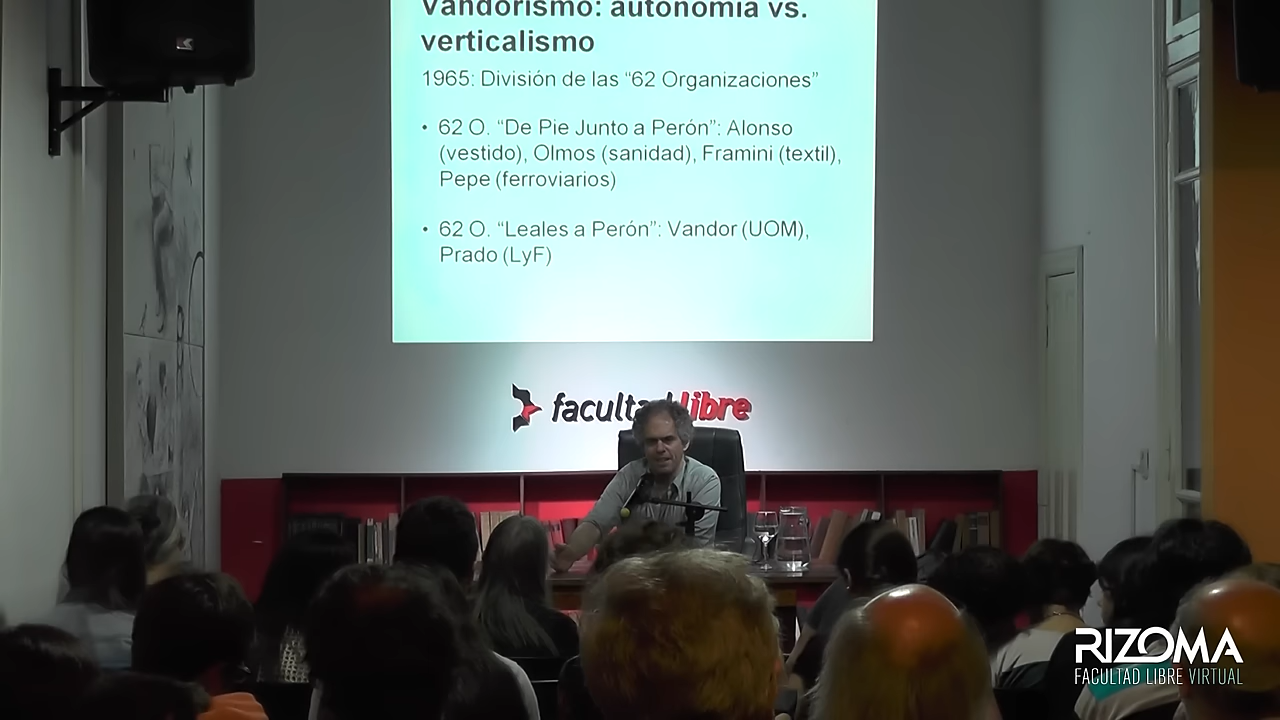 Vandorismo: autonomía vs.
verticalismo
1965: División de las “62 Organizaciones”
• 62 O. “De Pie Junto a Perón”: Alonso
(vestido), Olmos (sanidad), Framini (textil),
Pepe (ferroviarios)
• 62 O. “Leales a Perón”: Vandor (UOM),
Prado (LyF)
facultad libre
RIZOMA
FACULTAD LIBRE VIRTUAL